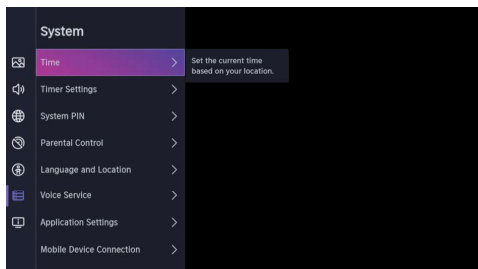 System
Time
Set the current time
based on your location.
Timer Settings
System PIN
Parental Control
Language and Location
Voice Service
Application Settings
Mobile Device Connection